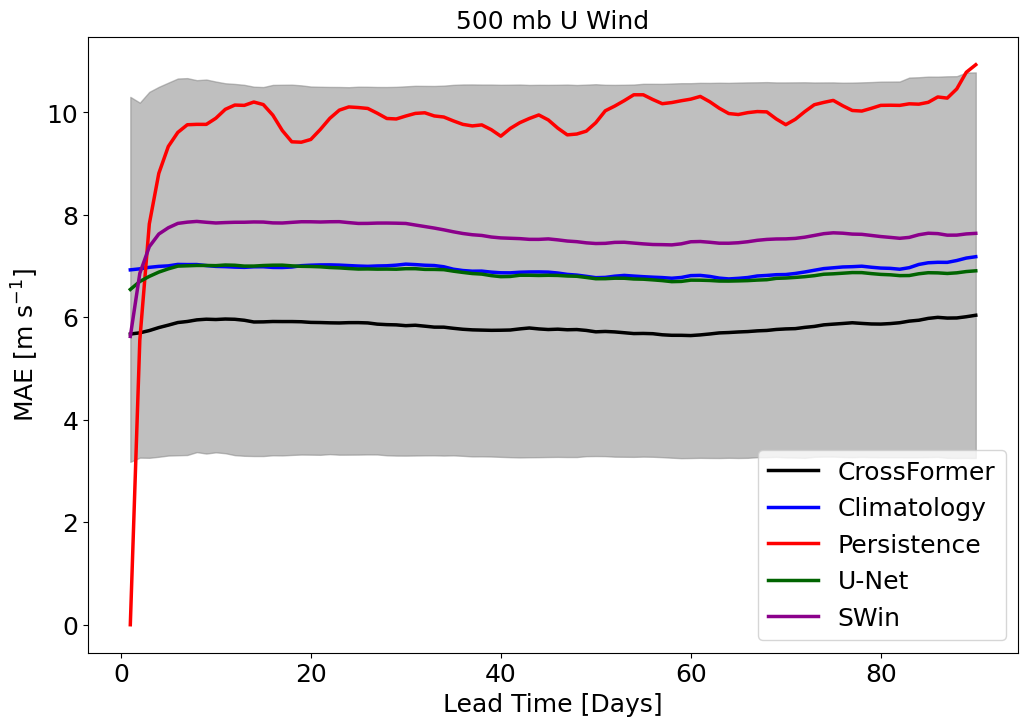 500 mb U Wind
MAE [m s⁻¹]
10
8
6
4
2
0
0 20 40 60 80
Lead Time [Days]
CrossFormer
Climatology
Persistence
U-Net
SWin